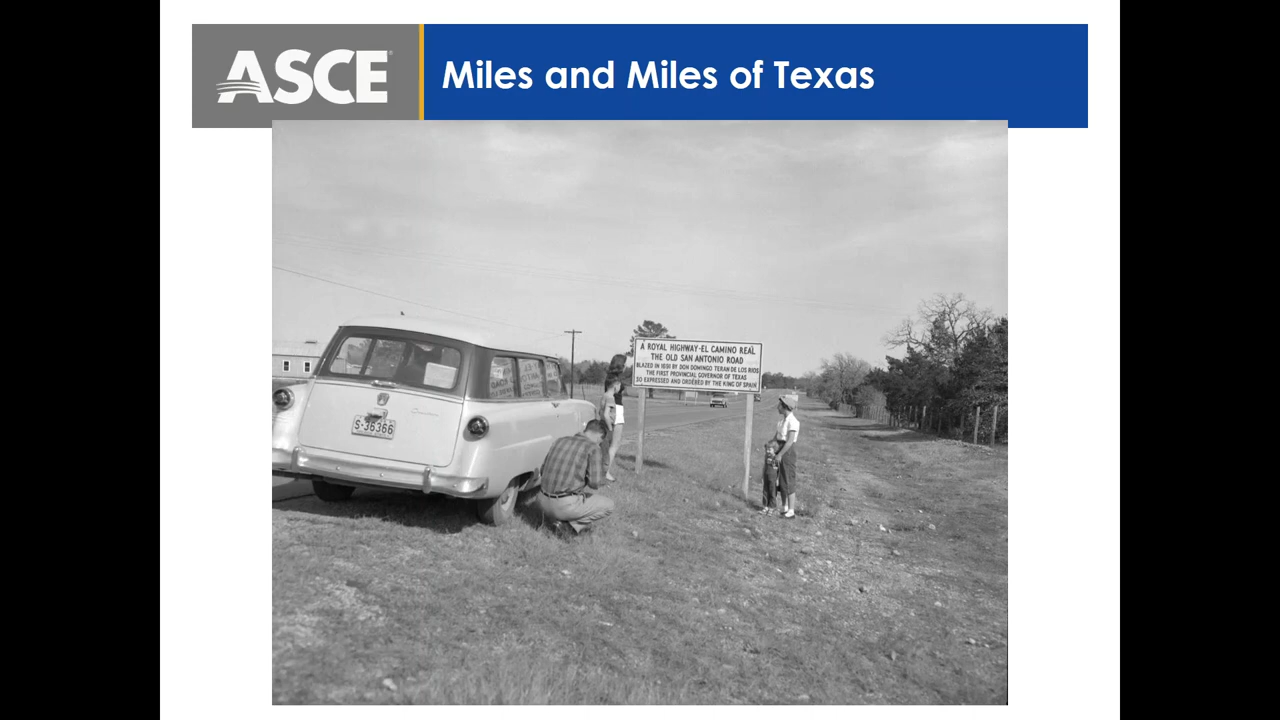 ASCE
Miles and Miles of Texas
A ROYAL HIGHWAY-EL CAMINO REAL
THE OLD SAN ANTONIO ROAD
BLAZED IN 1691 BY DON DOMINGO TERAN DE LOS RIOS
THE FIRST PROVINCIAL GOVERNOR OF TEXAS
SO EXPRESSED AND ORDERED BY THE KING OF SPAIN
S-36366